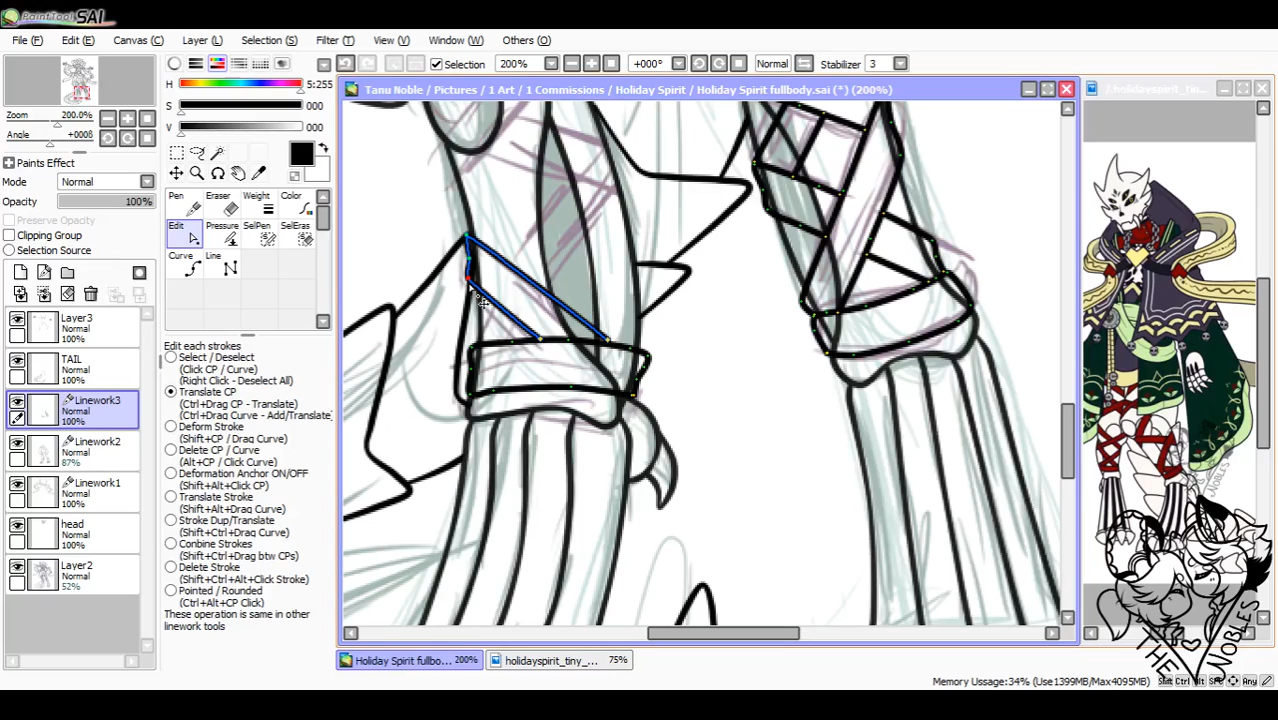 PaintTool SAI
File (F) Edit (E) Canvas (C) Layer (L) Selection (S) Filter (T) View (V) Window (W) Others (O)
Selection 200% +000° Normal Stabilizer 3
Tanu Noble / Pictures / 1 Art / 1 Commissions / Holiday Spirit / Holiday Spirit fullbody.sai (*) (200%)
/holidayspirit_tin...
H 5:255
S 000
V 000
Zoom 200.0%
Angle +000θ
Paints Effect
Mode Normal
Opacity 100%
Preserve Opacity
Clipping Group
Selection Source
Pen Eraser Weight Color
Edit Pressure SelPen SelEras
Curve Line
Layer3
Normal
100%
TAIL
Normal
100%
Linework3
Normal
100%
Linework2
Normal
87%
Linework1
Normal
100%
head
Normal
100%
Layer2
Normal
52%
Edit each strokes
Select / Deselect
(Click CP / Curve)
(Right Click - Deselect All)
Translate CP
(Ctrl+Drag CP - Translate)
(Ctrl+Drag Curve - Add/Translate
Deform Stroke
(Shift+CP / Drag Curve)
Delete CP / Curve
(Alt+CP / Click Curve)
Deformation Anchor ON/OFF
(Shift+Alt+Click CP)
Translate Stroke
(Shift+Alt+Drag Curve)
Stroke Dup/Translate
(Shift+Ctrl+Drag Curve)
Conbine Strokes
(Shift+Ctrl+Drag btw CPs)
Delete Stroke
(Shift+Ctrl+Alt+Click Stroke)
Pointed / Rounded
(Ctrl+Alt+CP Click)
These operation is same in other
linework tools
THE NOBLES
Holiday Spirit fullbo... 200%
holidayspirit_tiny_... 75%
Memory Ussage:34% (Use1399MB/Max4095MB) Shift Ctrl Alt SPC Any